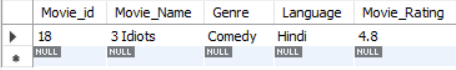 Movie_id Movie_Name Genre Language Movie_Rating
18 3 Idiots Comedy Hindi 4.8
NULL NULL NULL NULL NULL